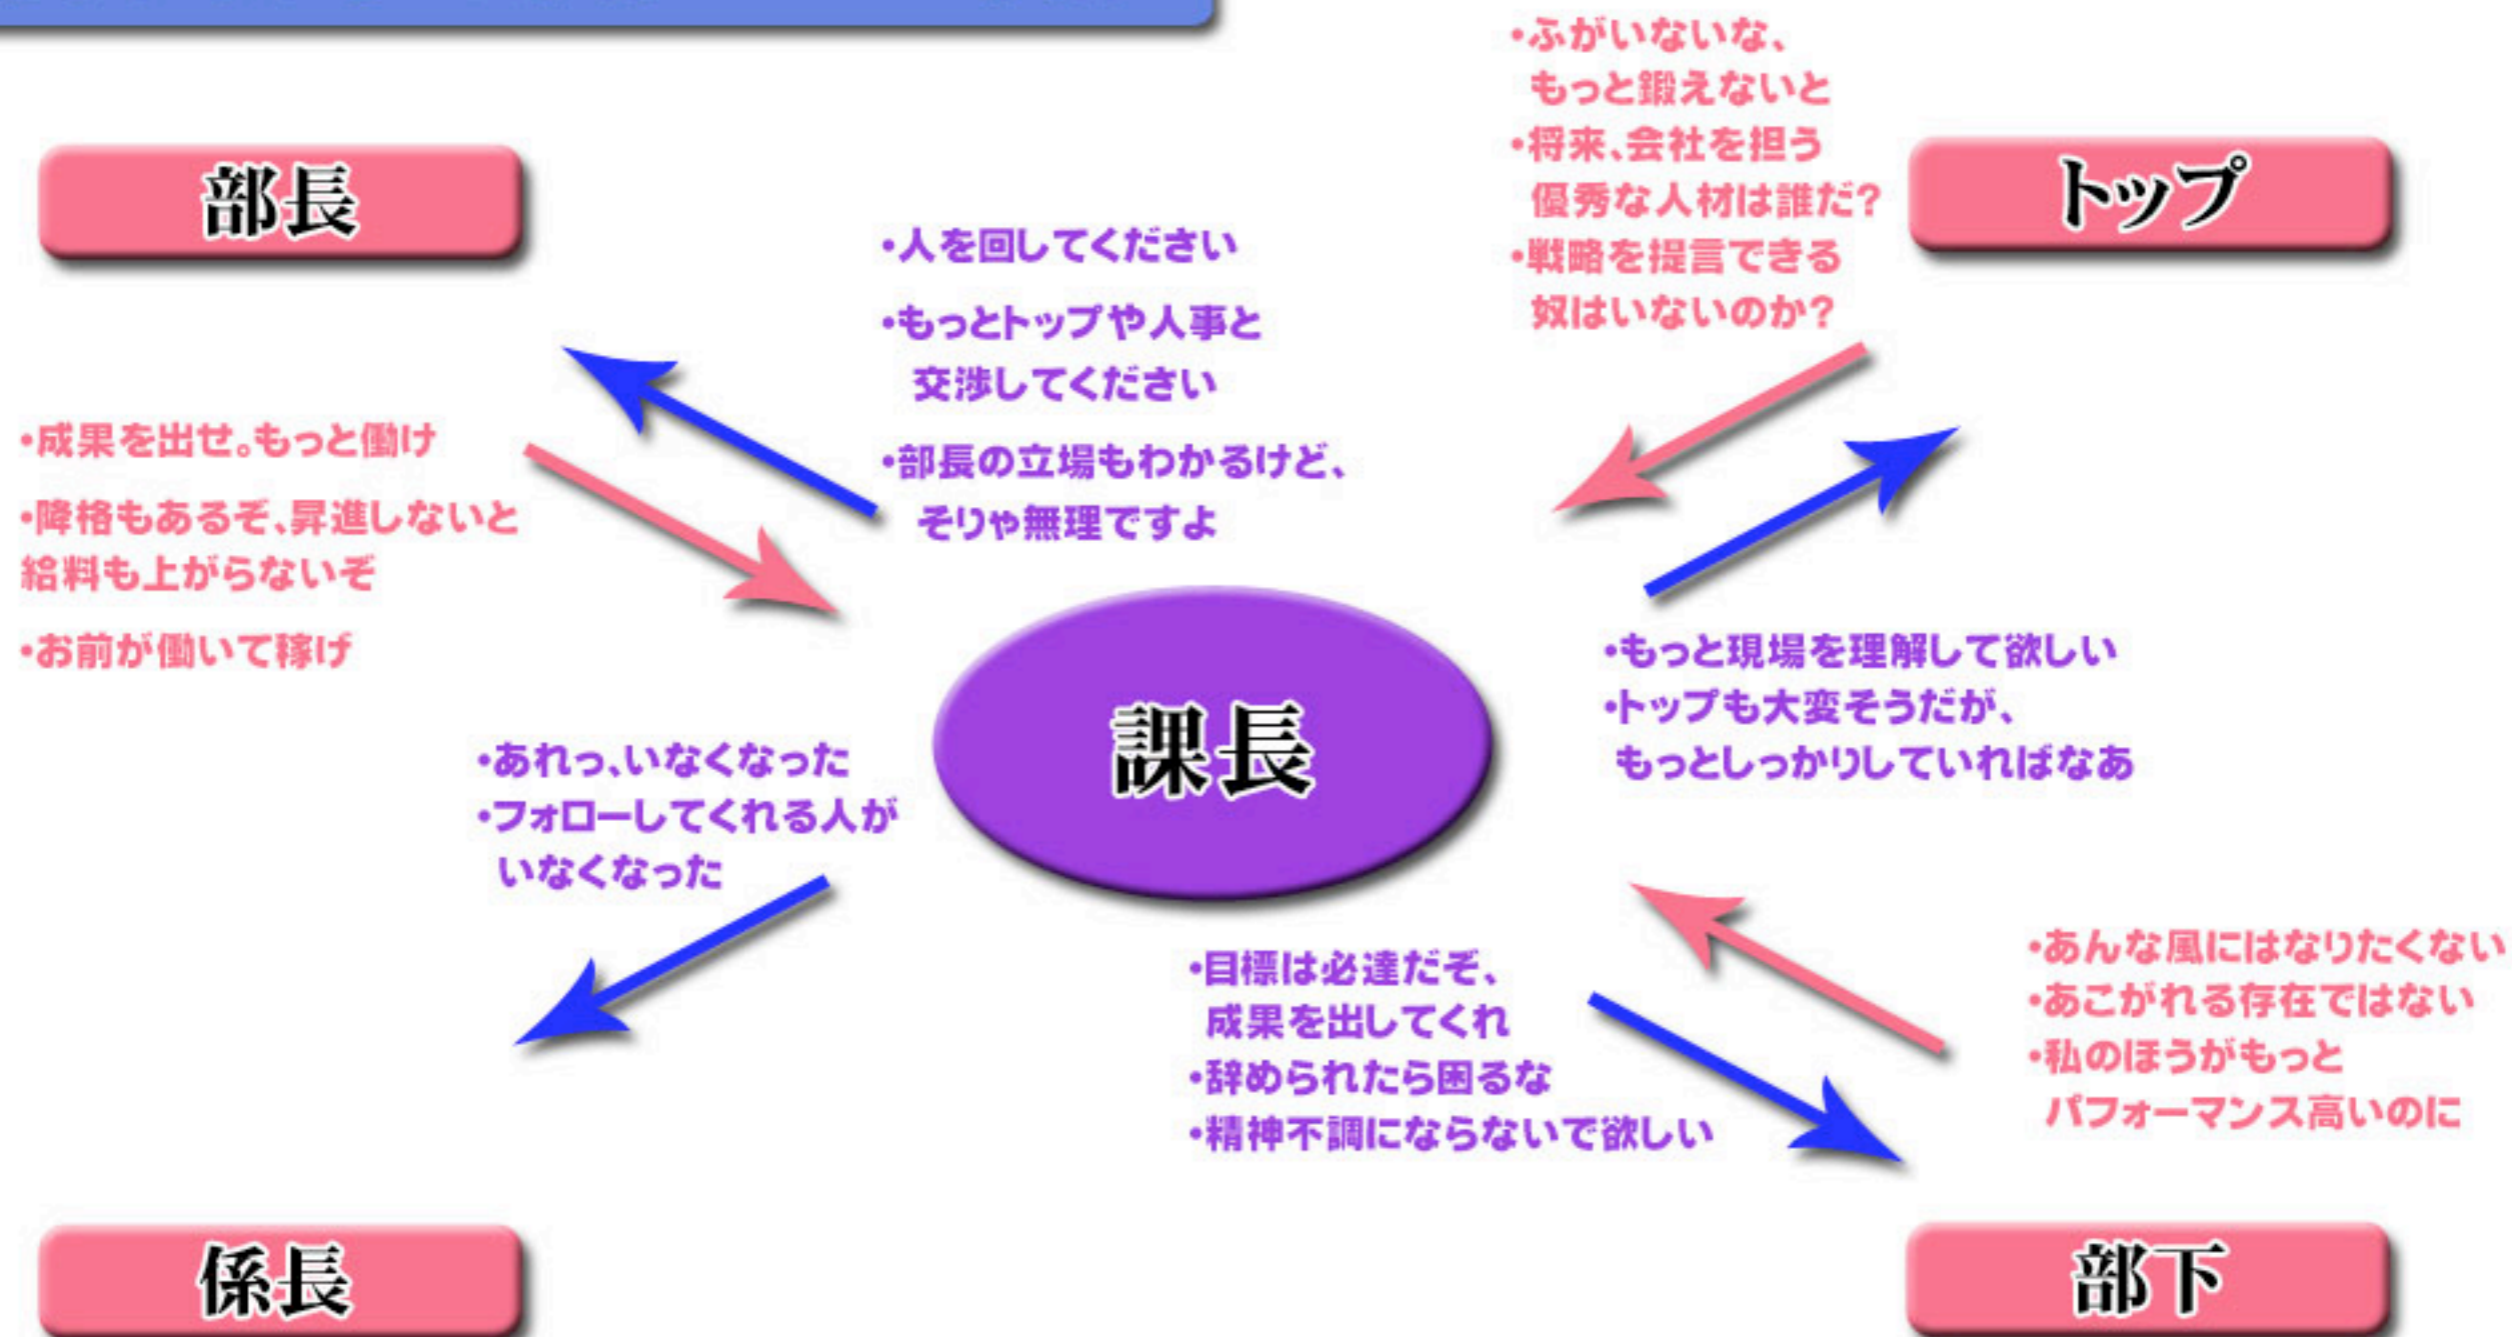 部長
トップ
・ふがいないな、
もっと鍛えないと
・将来、会社を担う
優秀な人材は誰だ?
・戦略を提言できる
奴はいないのか?
・人を回してください
・もっとトップや人事と
交渉してください
・部長の立場もわかるけど、
そりゃ無理ですよ
・成果を出せ。もっと働け
・降格もあるぞ、昇進しないと
給料も上がらないぞ
・お前が働いて稼げ
課長
・もっと現場を理解して欲しい
・トップも大変そうだが、
もっとしっかりしていればなあ
・あれっ、いなくなった
・フォローしてくれる人が
いなくなった
・目標は必達だぞ、
成果を出してくれ
・辞められたら困るな
・精神不調にならないで欲しい
・あんな風にはなりたくない
・あこがれる存在ではない
・私のほうがもっと
パフォーマンス高いのに
係長
部下